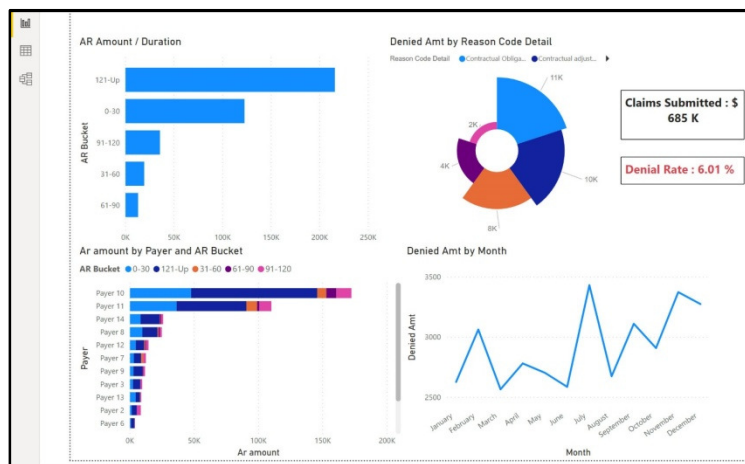 AR Amount / Duration
AR Bucket
121-Up
0-30
91-120
31-60
61-90
0K 50K 100K 150K 200K 250K
Denied Amt by Reason Code Detail
Reason Code Detail Contractual Obliga... Contractual adjust...
11K
10K
8K
4K
2K
Claims Submitted : $
685 K
Denial Rate : 6.01 %
Ar amount by Payer and AR Bucket
AR Bucket 0-30 121-Up 31-60 61-90 91-120
Payer
Payer 10
Payer 11
Payer 14
Payer 8
Payer 12
Payer 7
Payer 9
Payer 3
Payer 13
Payer 2
Payer 6
0K 50K 100K 150K 200K
Ar amount
Denied Amt by Month
Denied Amt
3500
3000
2500
January February March April May June July August September October November December
Month